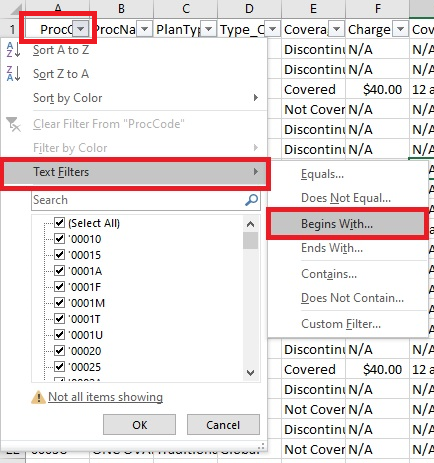 A B C D E F G
1 ProcC ProcNa PlanTyp Type_C Covera Charge Cov
Sort A to Z
Sort Z to A
Sort by Color
Clear Filter From "ProcCode"
Filter by Color
Text Filters
Search
(Select All)
'00010
'00015
'0001A
'0001F
'0001M
'0001T
'0001U
'00020
'00025
Not all items showing
OK Cancel
Equals...
Does Not Equal...
Begins With...
Ends With...
Contains...
Does Not Contain...
Custom Filter...
Discontinu N/A N/A
Discontinu N/A N/A
Covered $40.00 12 a
Not Cover N/A N/A
Discontinu N/A N/A
Discontinu N/A N/A
Discontinu N/A N/A
Covered $40.00 12 a
Discontinu N/A N/A
Not Cover N/A N/A
Discontinu N/A N/A
Not Cover N/A N/A